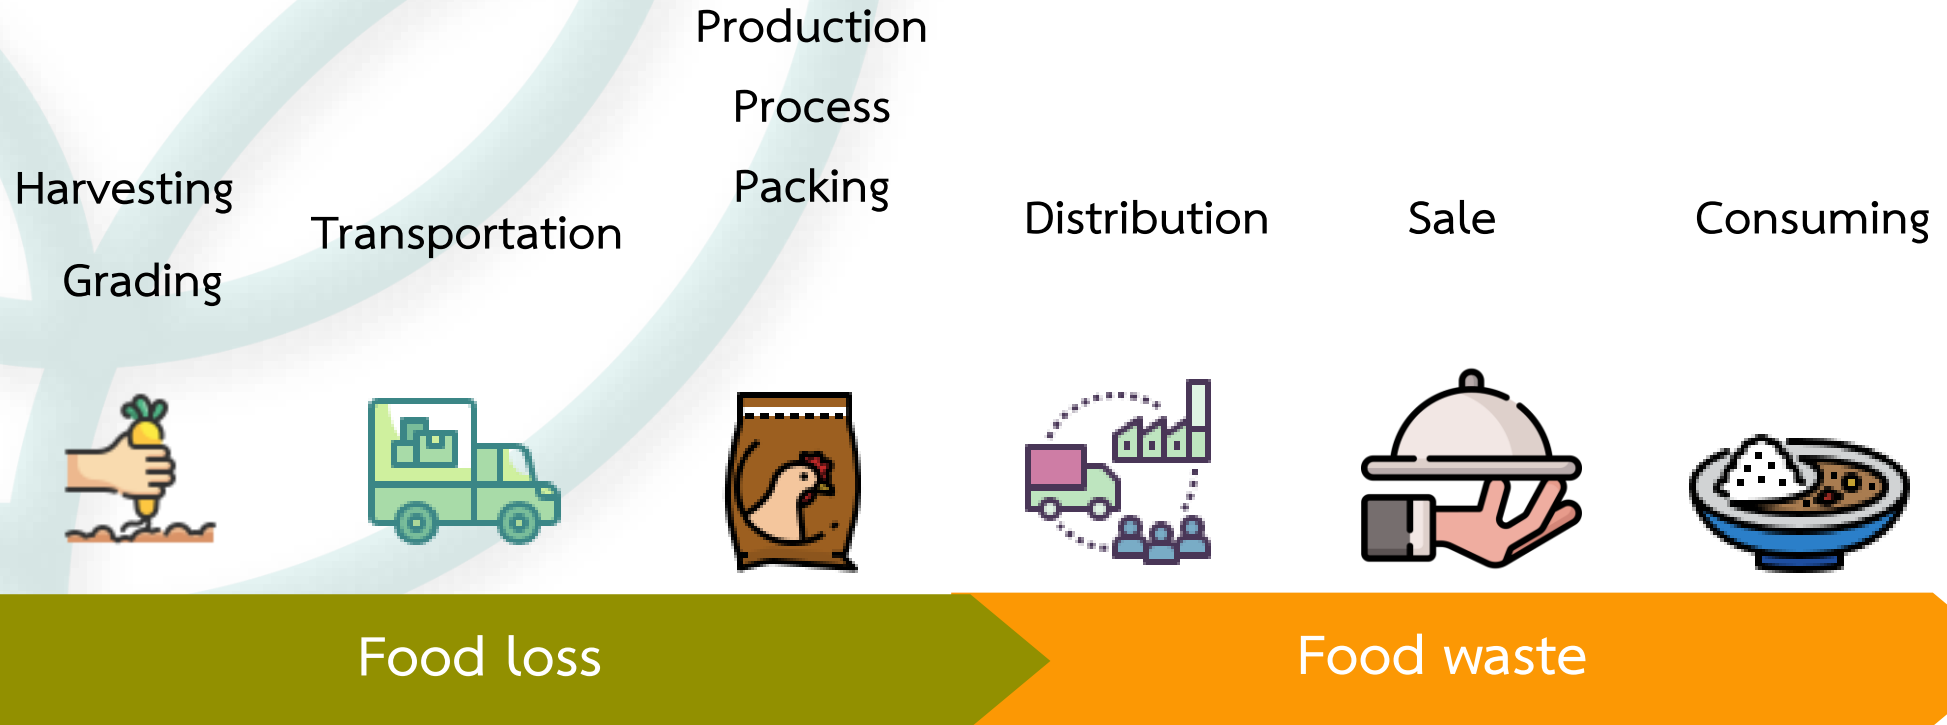 Harvesting
Grading
Transportation
Production
Process
Packing
Distribution
Sale
Consuming
Food loss
Food waste